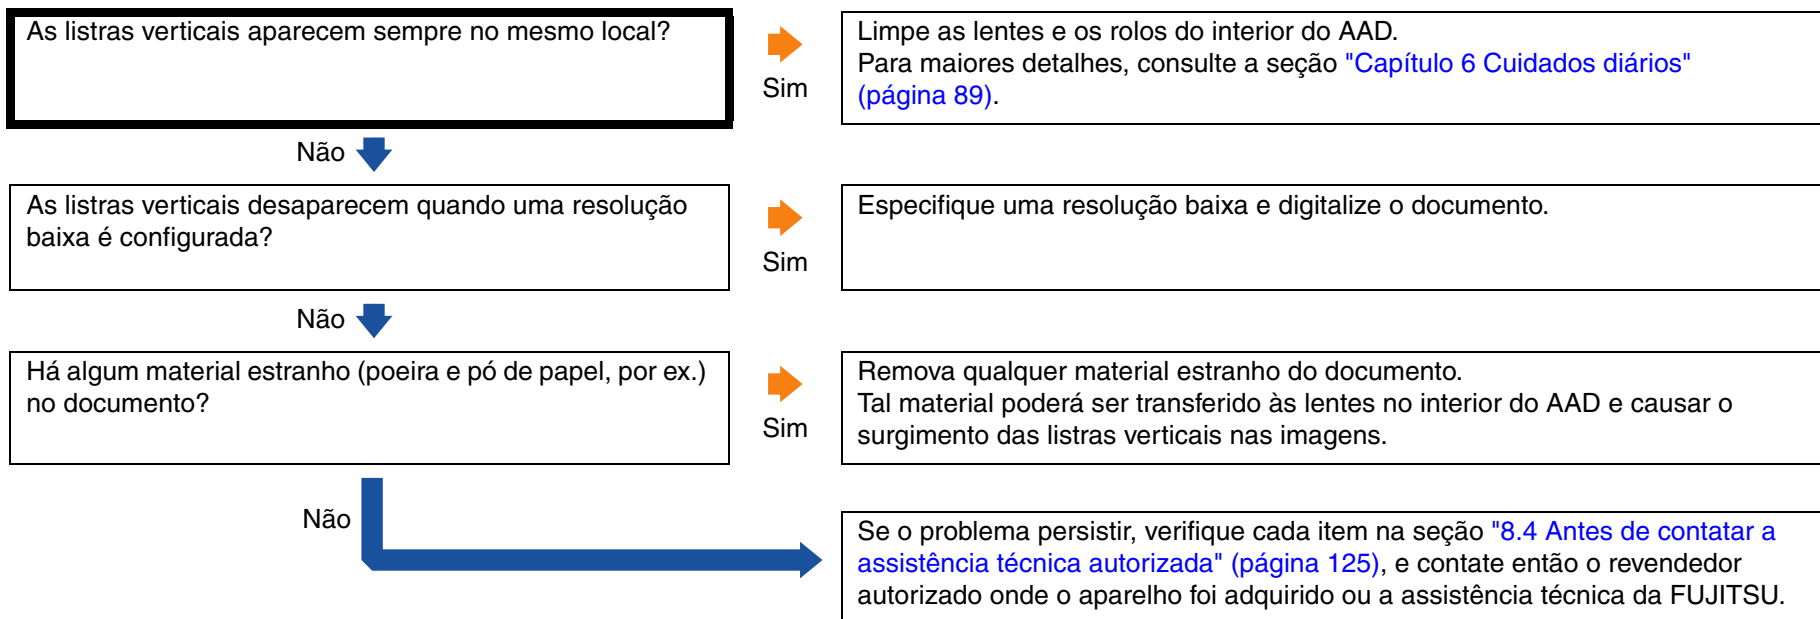 As listras verticais aparecem sempre no mesmo local?
Sim
Limpe as lentes e os rolos do interior do AAD.
Para maiores detalhes, consulte a seção "Capítulo 6 Cuidados diários"
(página 89).
Não
As listras verticais desaparecem quando uma resolução
baixa é configurada?
Sim
Especifique uma resolução baixa e digitalize o documento.
Não
Há algum material estranho (poeira e pó de papel, por ex.)
no documento?
Sim
Remova qualquer material estranho do documento.
Tal material poderá ser transferido às lentes no interior do AAD e causar o
surgimento das listras verticais nas imagens.
Não
Se o problema persistir, verifique cada item na seção "8.4 Antes de contatar a
assistência técnica autorizada" (página 125), e contate então o revendedor
autorizado onde o aparelho foi adquirido ou a assistência técnica da FUJITSU.